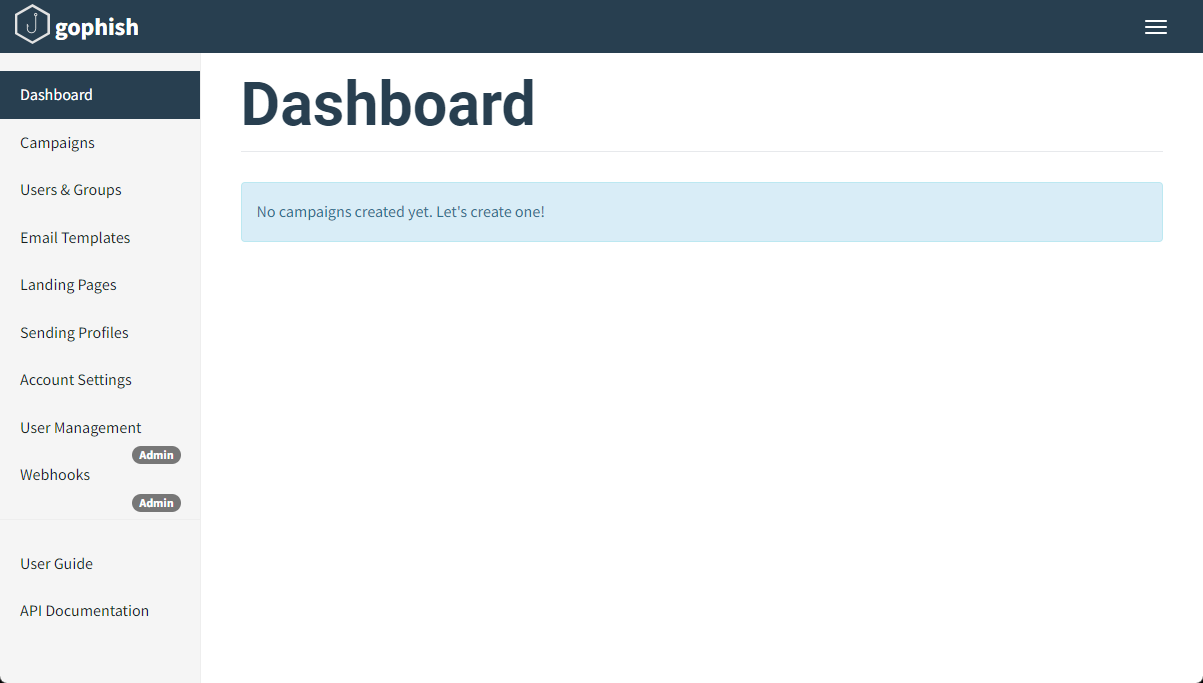 gophish
Dashboard
Campaigns
Users & Groups
Email Templates
Landing Pages
Sending Profiles
Account Settings
User Management
Admin
Webhooks
Admin
User Guide
API Documentation
Dashboard
No campaigns created yet. Let's create one!